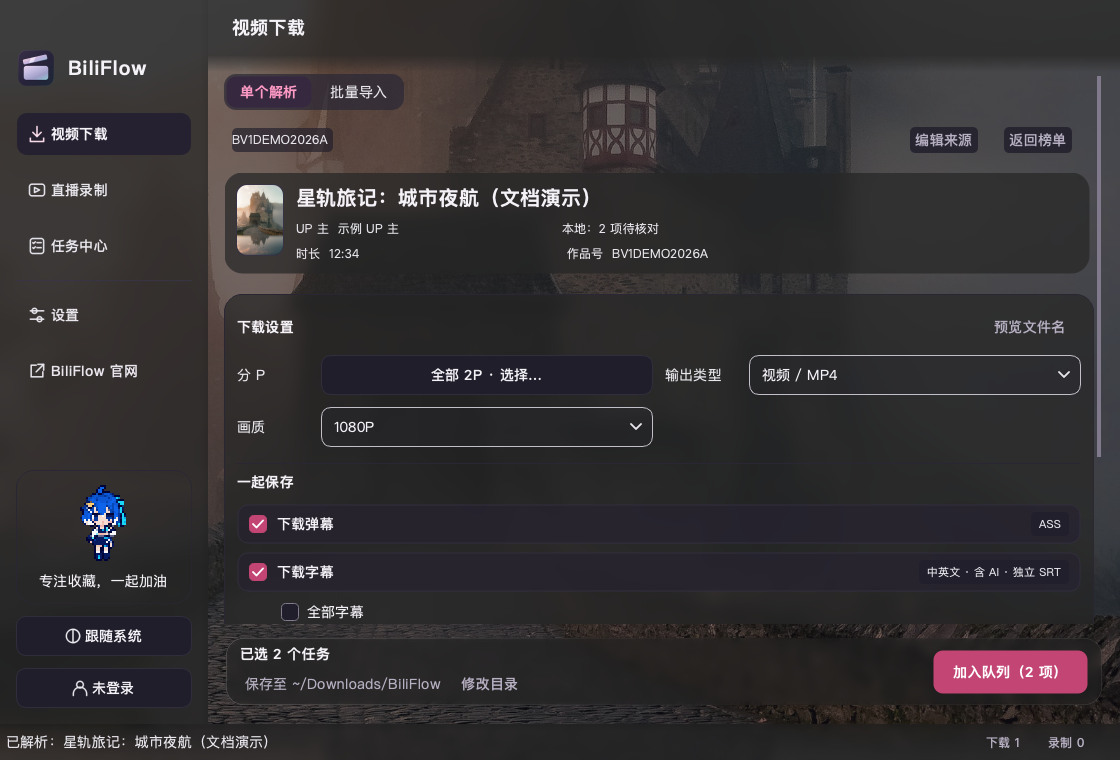 视频下载
BiliFlow
单个解析 批量导入
视频下载
BV1DEMO2026A 编辑来源 返回榜单
直播录制
星轨旅记：城市夜航（文档演示）
UP 主 示例 UP 主 本地：2 项待核对
任务中心
时长 12:34 作品号 BV1DEMO2026A
设置
下载设置 预览文件名
BiliFlow 官网
分 P 全部 2P · 选择... 输出类型 视频 / MP4
画质 1080P
一起保存
下载弹幕 ASS
下载字幕 中英文 · 含 AI · 独立 SRT
专注收藏，一起加油
全部字幕
跟随系统
已选 2 个任务
保存至 ~/Downloads/BiliFlow 修改目录
加入队列（2 项）
未登录
已解析：星轨旅记：城市夜航（文档演示） 下载 1 录制 0